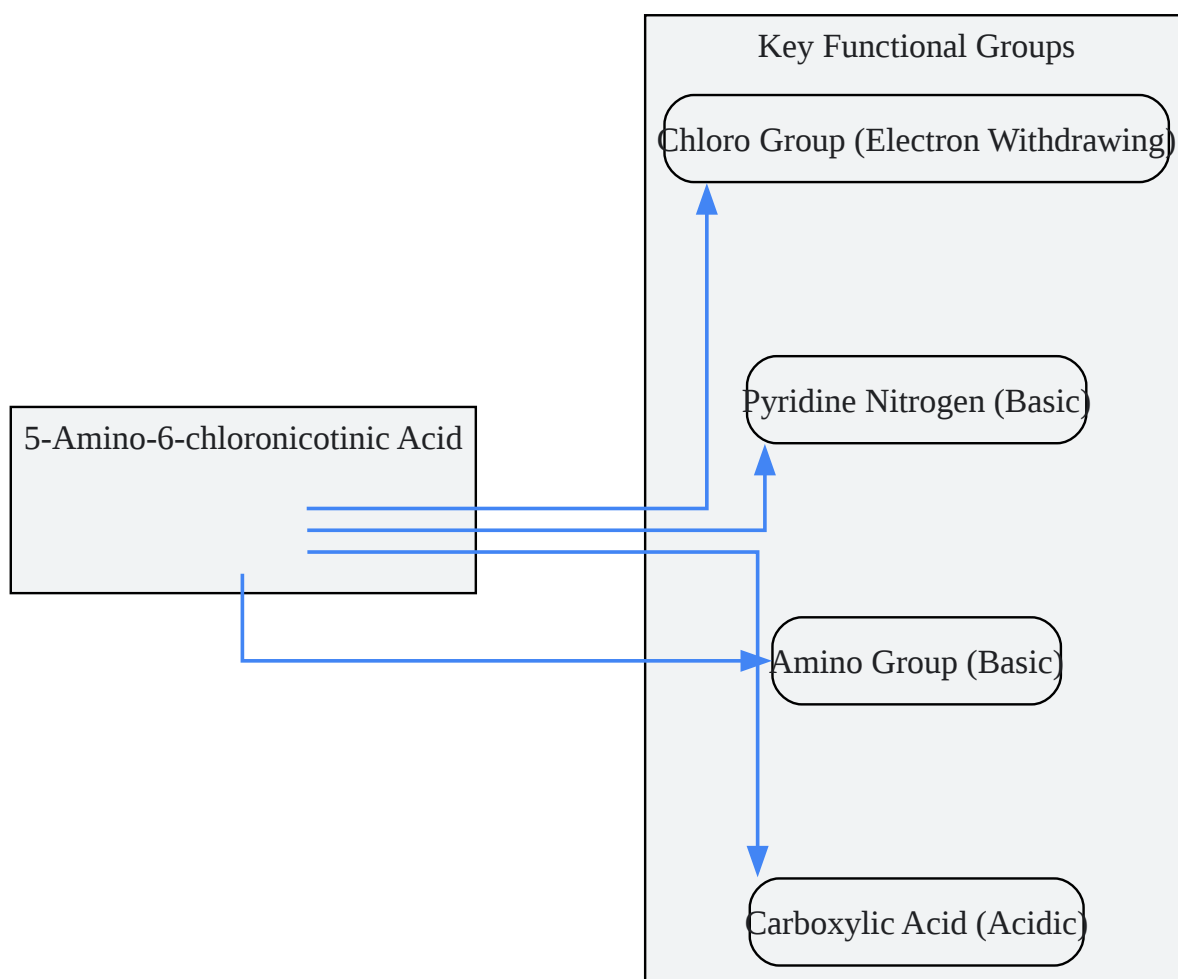 Key Functional Groups
Chloro Group (Electron Withdrawing)
Pyridine Nitrogen (Basic)
5-Amino-6-chloronicotinic Acid
Amino Group (Basic)
Carboxylic Acid (Acidic)